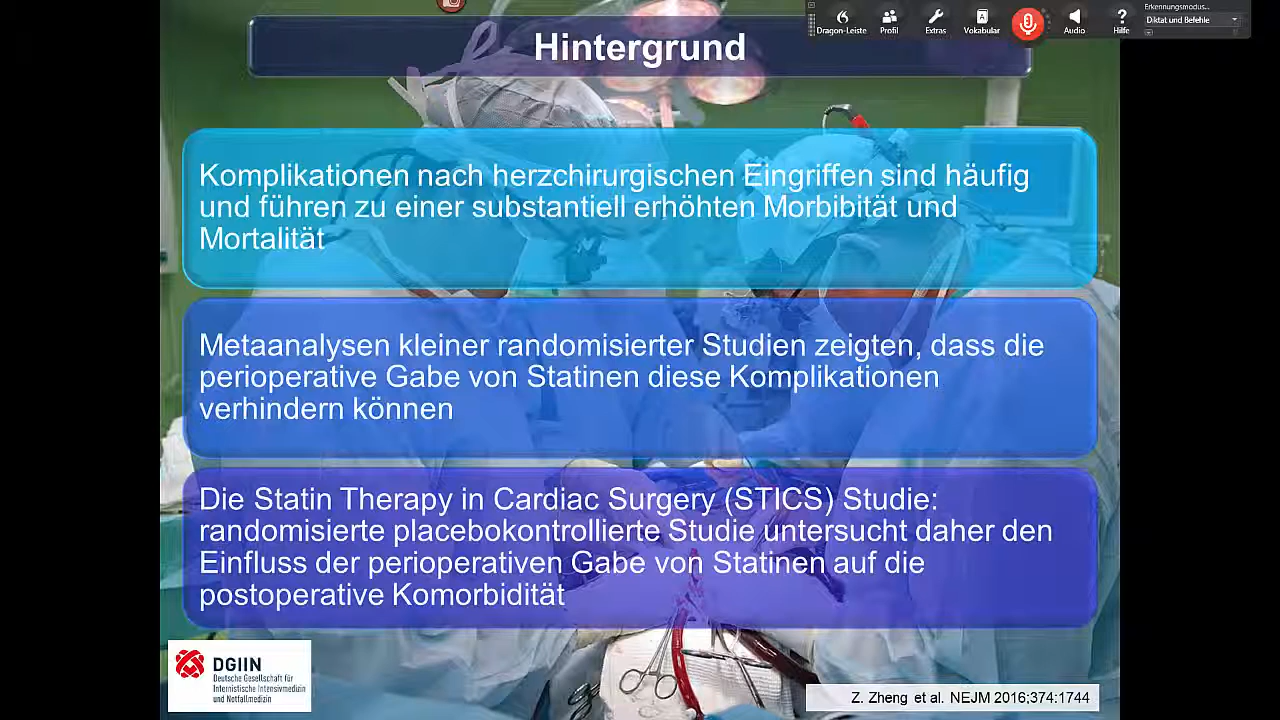 Erkennungsmodus...
Dragon-Leiste Profil Extras Vokabular Audio Hilfe Diktat und Befehle
Hintergrund
Komplikationen nach herzchirurgischen Eingriffen sind häufig
und führen zu einer substantiell erhöhten Morbibität und
Mortalität
Metaanalysen kleiner randomisierter Studien zeigten, dass die
perioperative Gabe von Statinen diese Komplikationen
verhindern können
Die Statin Therapy in Cardiac Surgery (STICS) Studie:
randomisierte placebokontrollierte Studie untersucht daher den
Einfluss der perioperativen Gabe von Statinen auf die
postoperative Komorbidität
DGIIN
Deutsche Gesellschaft für
Internistische Intensivmedizin
und Notfallmedizin
Z. Zheng et al. NEJM 2016;374:1744